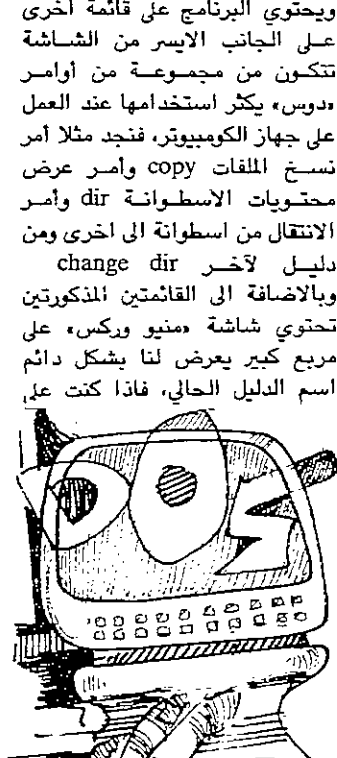 ويحتوي البرنامج على قائمة اخرى
على الجانب الايسر من الشاشة
تتكون من مجموعة من أوامر
«دوس» يكثر استخدامها عند العمل
على جهاز الكومبيوتر، فنجد مثلا أمر
نسخ الملفات copy وأمر عرض
محتويات الاسطوانة dir وأمر
الانتقال من اسطوانة الى اخرى ومن
دليل لآخر change dir
وبالاضافة الى القائمتين المذكورتين
تحتوي شاشة «منيو وركس» على
مربع كبير يعرض لنا بشكل دائم
اسم الدليل الحالي، فاذا كنت على
DOS